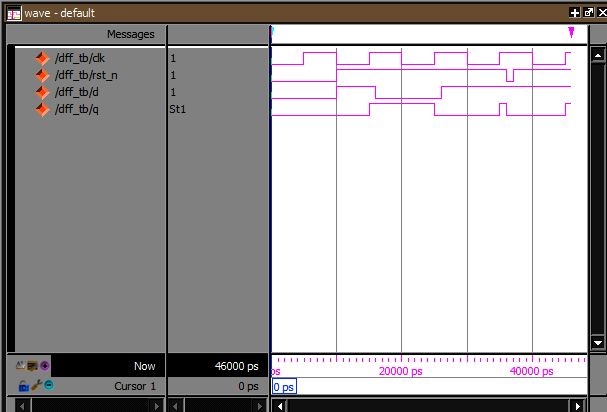 wave - default
Messages
/dff_tb/clk 1
/dff_tb/rst_n 1
/dff_tb/d 1
/dff_tb/q St1
Now 46000 ps ps 20000 ps 40000 ps
Cursor 1 0 ps 0 ps